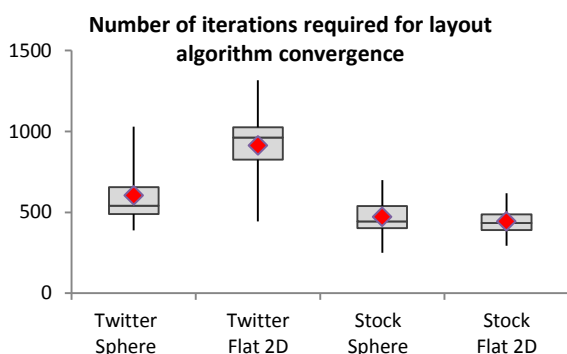 Number of iterations required for layout
algorithm convergence
1500
1000
500
0
Twitter
Sphere
Twitter
Flat 2D
Stock
Sphere
Stock
Flat 2D